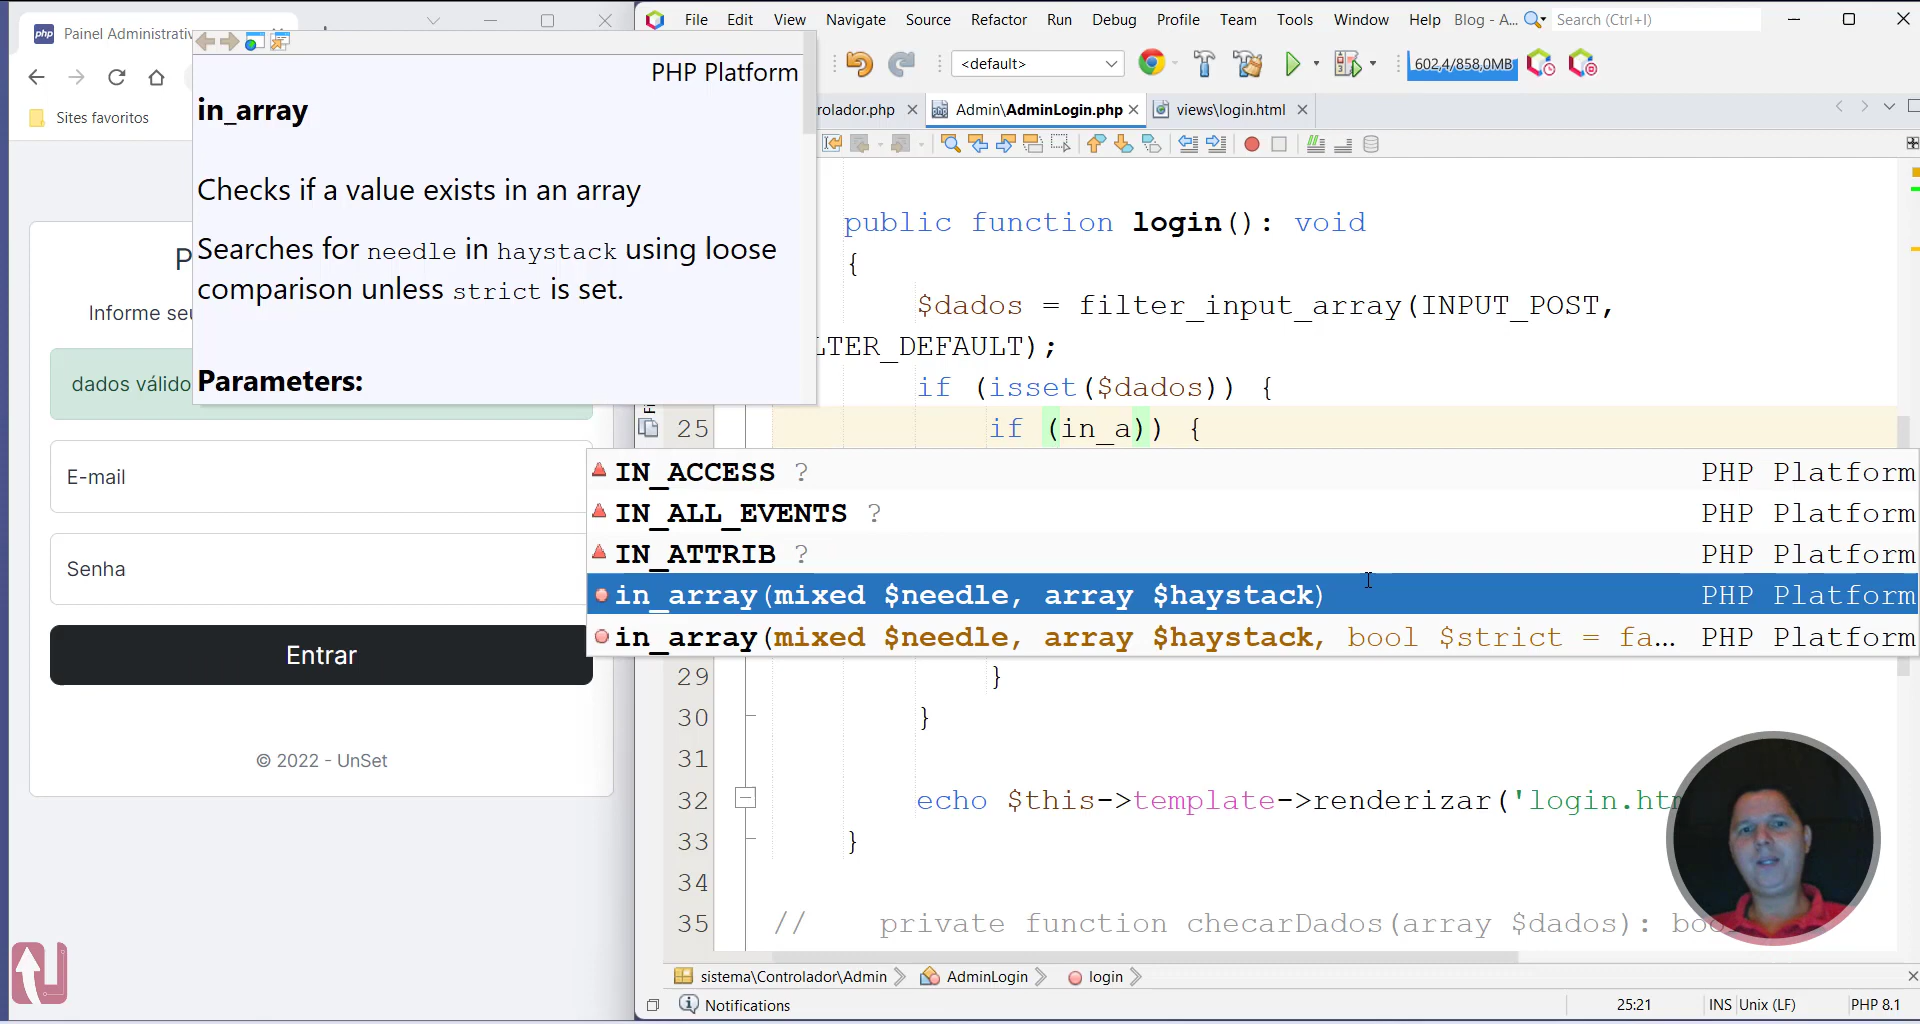 Painel Administrativ
Sites favoritos
PHP Platform
in_array
Checks if a value exists in an array
Searches for needle in haystack using loose
comparison unless strict is set.
Parameters:
P
Informe seu
dados válido
E-mail
Senha
Entrar
© 2022 - UnSet
File Edit View Navigate Source Refactor Run Debug Profile Team Tools Window Help Blog - A... Search (Ctrl+I)
<default> 602,4/858,0MB
rolador.php Admin\AdminLogin.php views\login.html
public function login(): void
{
$dados = filter_input_array(INPUT_POST,
LTER_DEFAULT);
if (isset($dados)) {
25 if (in_a)) {
IN_ACCESS ? PHP Platform
IN_ALL_EVENTS ? PHP Platform
IN_ATTRIB ? PHP Platform
in_array(mixed $needle, array $haystack) PHP Platform
in_array(mixed $needle, array $haystack, bool $strict = fa... PHP Platform
29 }
30 }
31
32 echo $this->template->renderizar('login.htm
33 }
34
35 // private function checarDados(array $dados): boo
sistema\Controlador\Admin AdminLogin login
Notifications 25:21 INS Unix (LF) PHP 8.1